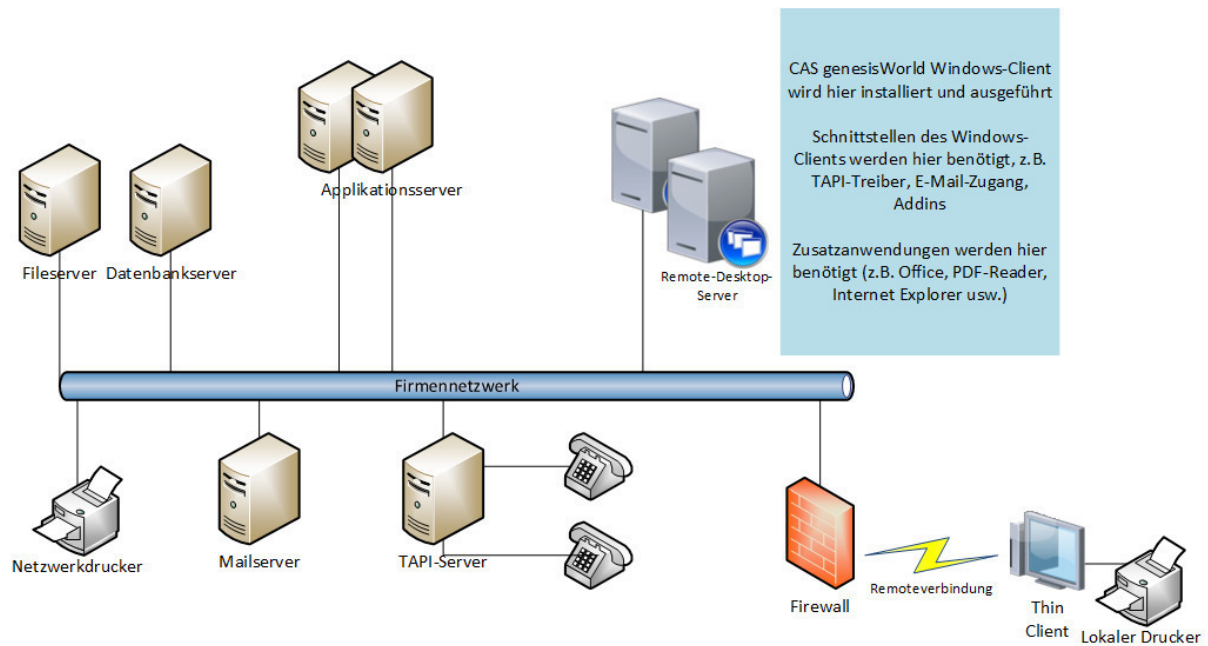 CAS genesisWorld Windows-Client
wird hier installiert und ausgeführt
Schnittstellen des Windows-
Clients werden hier benötigt, z.B.
TAPI-Treiber, E-Mail-Zugang,
Addins
Zusatzanwendungen werden hier
benötigt (z.B. Office, PDF-Reader,
Internet Explorer usw.)
Applikationsserver
Fileserver
Datenbankserver
Remote-Desktop-
Server
Firmennetzwerk
Netzwerkdrucker
Mailserver
TAPI-Server
Firewall
Remoteverbindung
Thin
Client
Lokaler Drucker